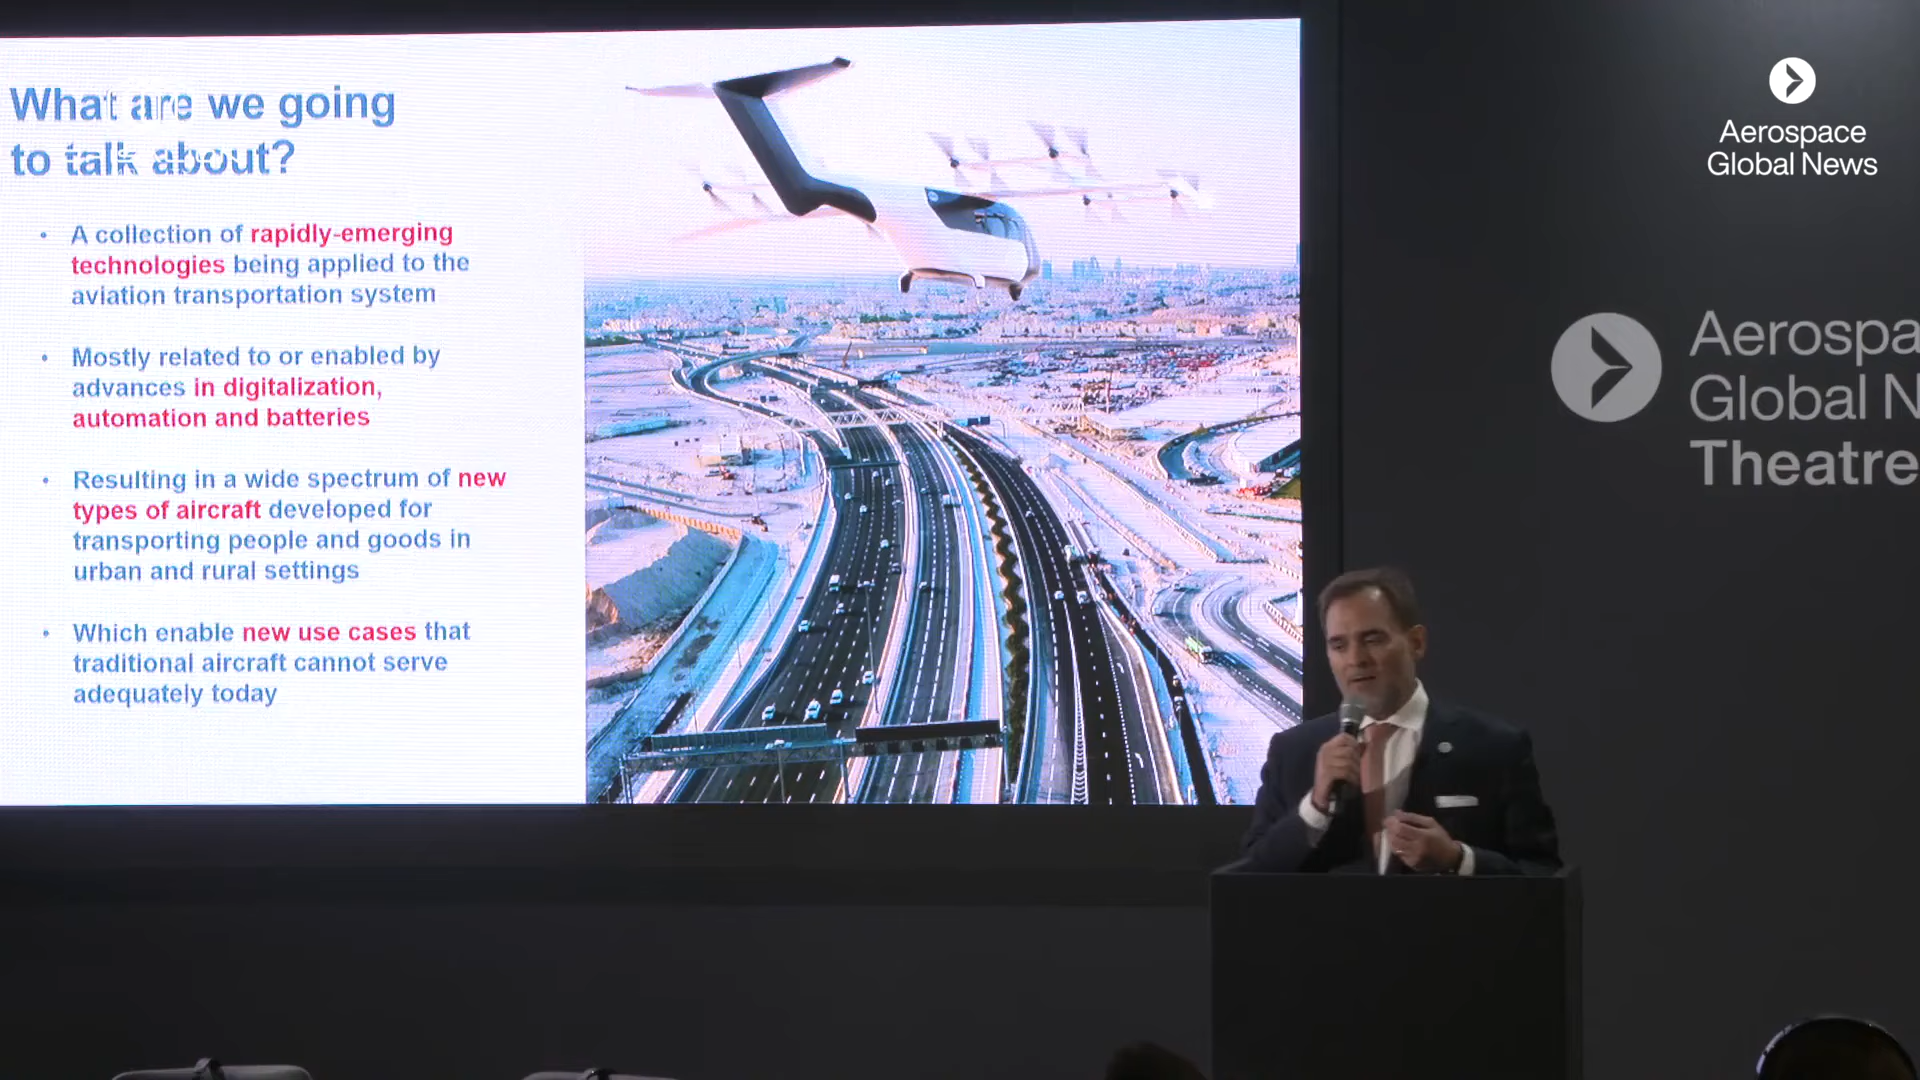 What are we going
to talk about?
• A collection of rapidly-emerging
technologies being applied to the
aviation transportation system
• Mostly related to or enabled by
advances in digitalization,
automation and batteries
• Resulting in a wide spectrum of new
types of aircraft developed for
transporting people and goods in
urban and rural settings
• Which enable new use cases that
traditional aircraft cannot serve
adequately today
Aerospace
Global News
Aerospa
Global N
Theatre